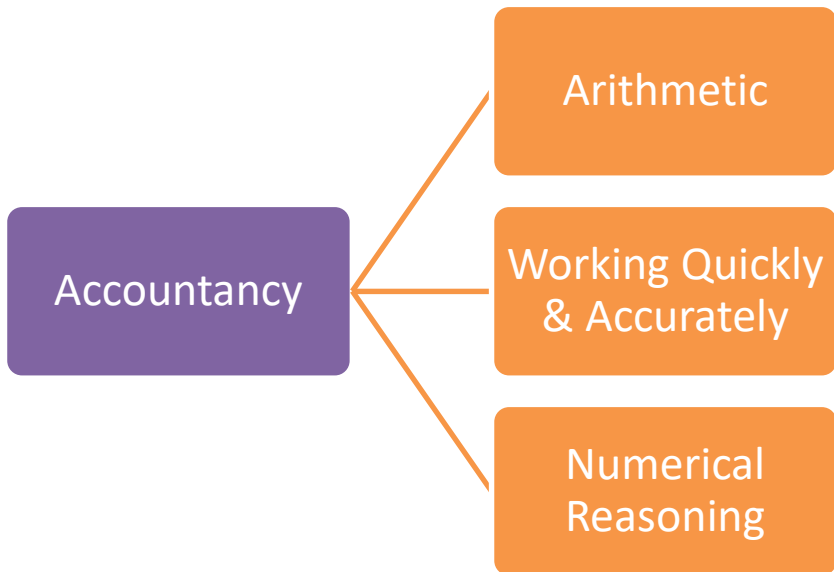 Arithmetic
Accountancy
Working Quickly
& Accurately
Numerical
Reasoning